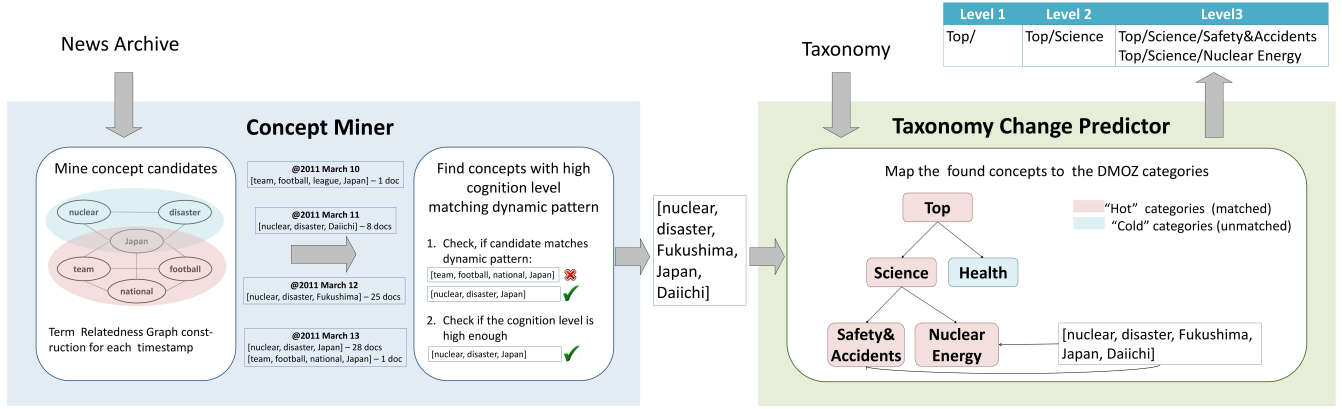 News Archive
Concept Miner
Mine concept candidates
nuclear
disaster
Japan
team
football
national
Term Relatedness Graph const-
ruction for each timestamp
@2011 March 10
[team, football, league, Japan] – 1 doc
@2011 March 11
[nuclear, disaster, Daiichi] – 8 docs
@2011 March 12
[nuclear, disaster, Fukushima] – 25 docs
@2011 March 13
[nuclear, disaster, Japan] – 28 docs
[team, football, national, Japan] – 1 doc
Find concepts with high
cognition level
matching dynamic pattern
1. Check, if candidate matches
dynamic pattern:
[team, football, national, Japan]
[nuclear, disaster, Japan]
2. Check if the cognition level is
high enough
[nuclear, disaster, Japan]
[nuclear,
disaster,
Fukushima,
Japan,
Daiichi]
Taxonomy
Level 1 Level 2 Level3
Top/ Top/Science Top/Science/Safety&Accidents
Top/Science/Nuclear Energy
Taxonomy Change Predictor
Map the found concepts to the DMOZ categories
Top
Science
Health
Safety&
Accidents
Nuclear
Energy
"Hot" categories (matched)
"Cold" categories (unmatched)
[nuclear, disaster, Fukushima,
Japan, Daiichi]